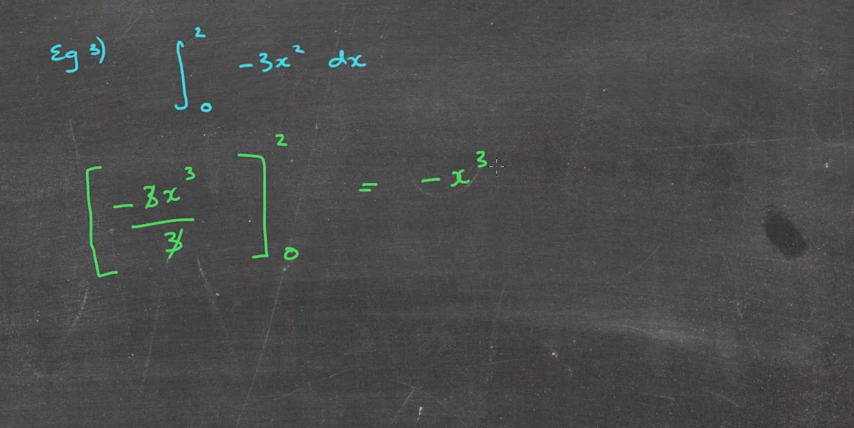 Eg 3) ∫₀² -3x² dx
[-3x³/3]₀² = -x³